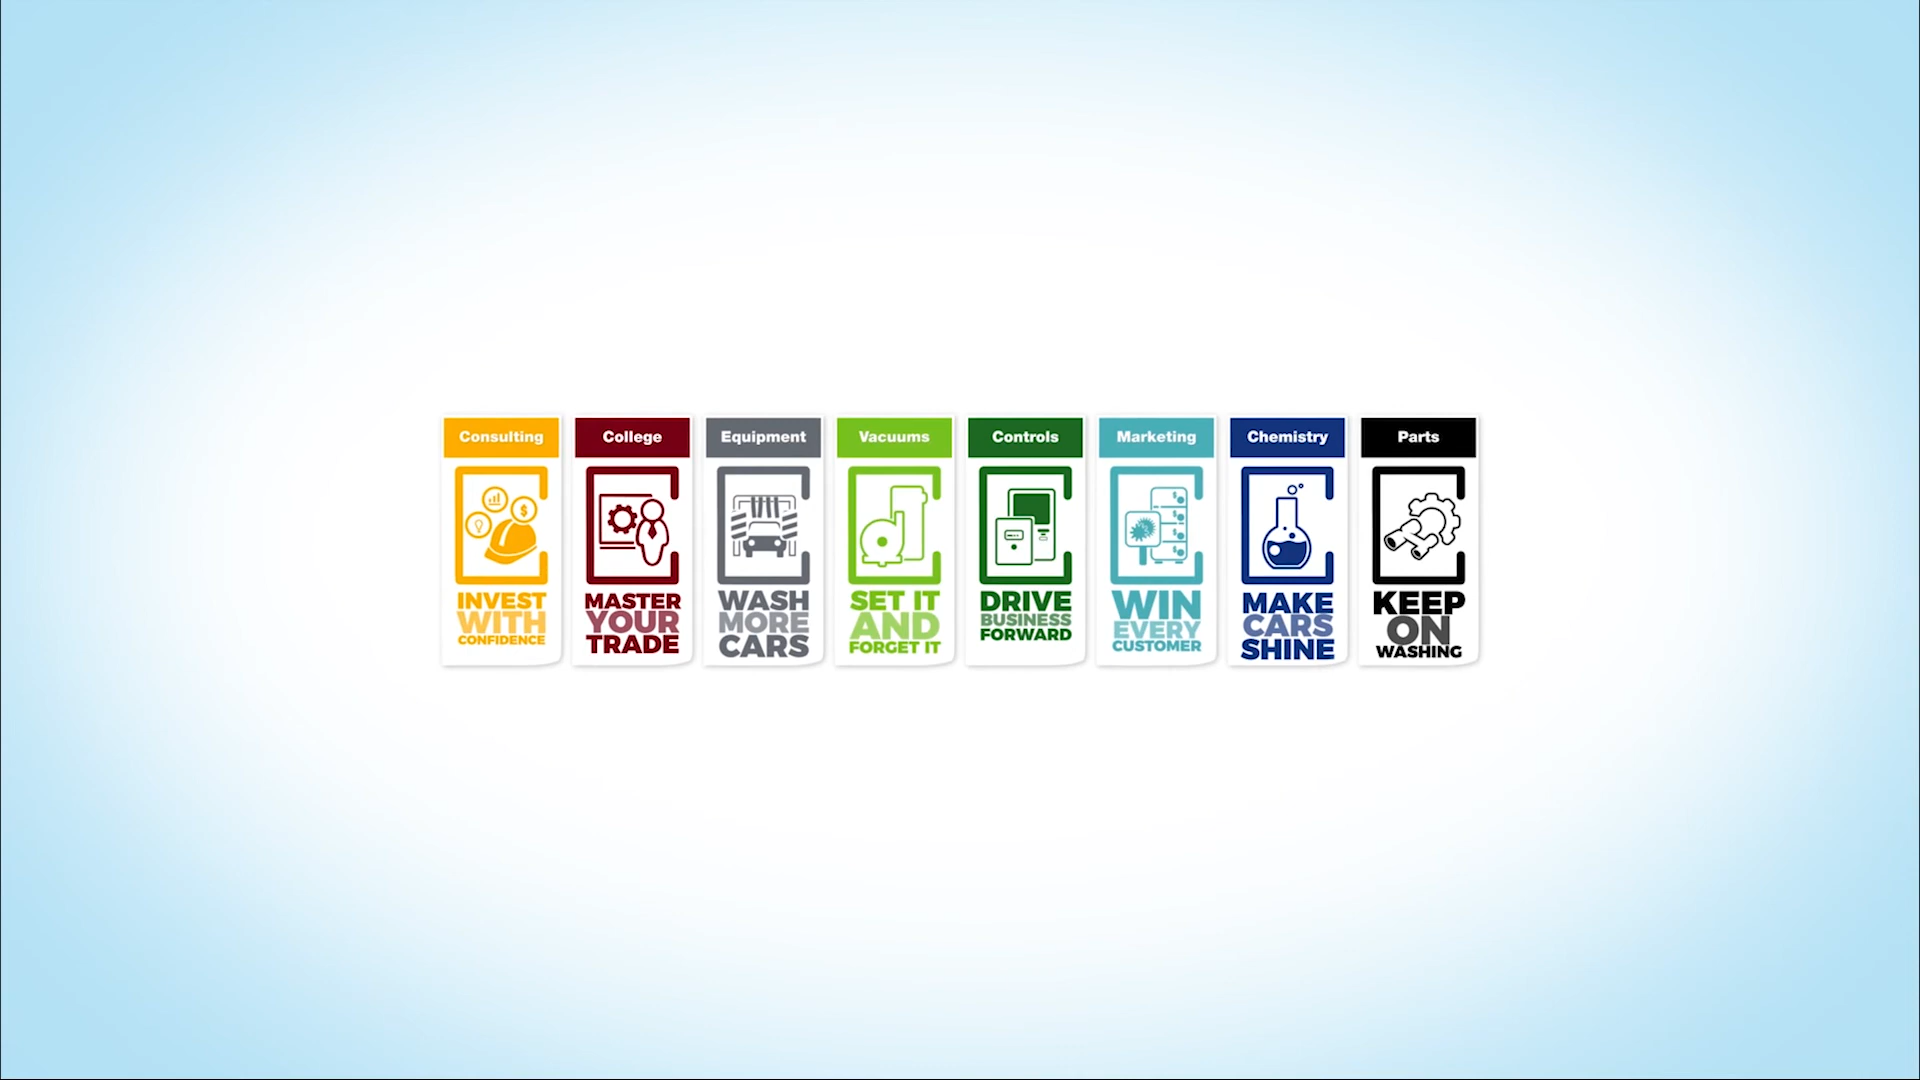 Consulting
INVEST
WITH
CONFIDENCE
College
MASTER
YOUR
TRADE
Equipment
WASH
MORE
CARS
Vacuums
SET IT
AND
FORGET IT
Controls
DRIVE
BUSINESS
FORWARD
Marketing
WIN
EVERY
CUSTOMER
Chemistry
MAKE
CARS
SHINE
Parts
KEEP
ON
WASHING